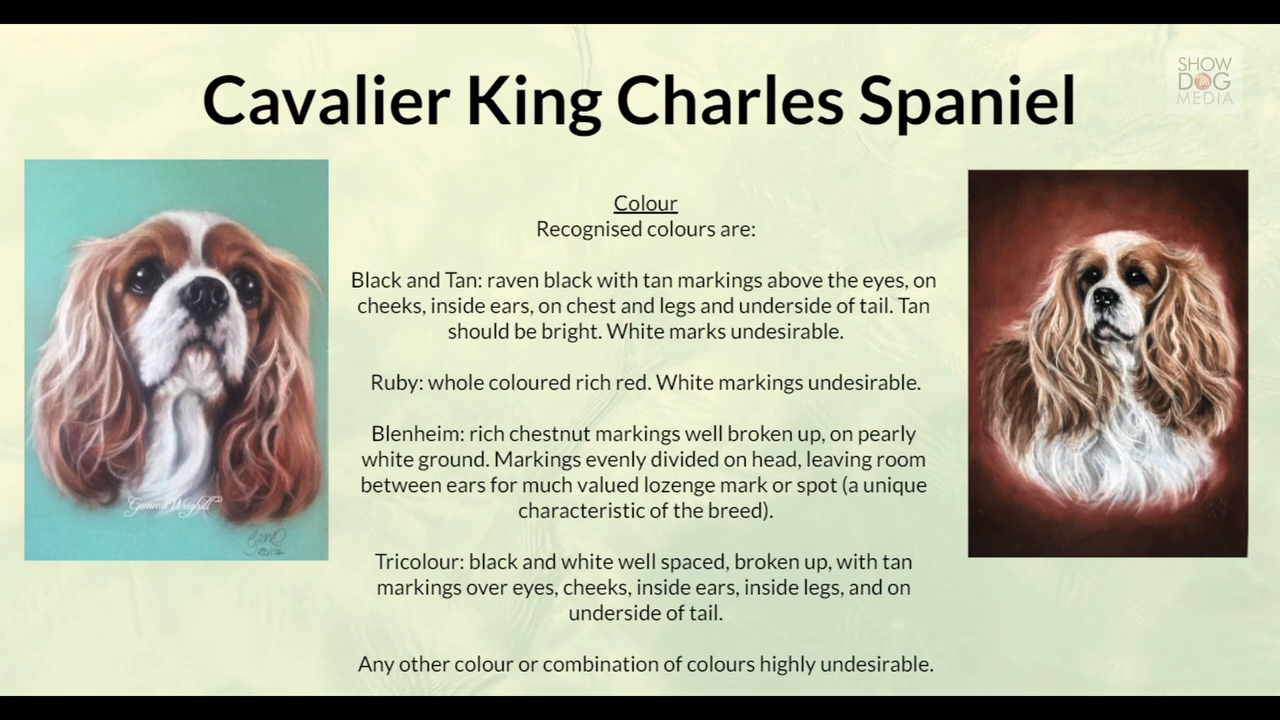 Cavalier King Charles Spaniel
SHOW
DOG
MEDIA
Colour
Recognised colours are:
Black and Tan: raven black with tan markings above the eyes, on
cheeks, inside ears, on chest and legs and underside of tail. Tan
should be bright. White marks undesirable.
Ruby: whole coloured rich red. White markings undesirable.
Blenheim: rich chestnut markings well broken up, on pearly
white ground. Markings evenly divided on head, leaving room
between ears for much valued lozenge mark or spot (a unique
characteristic of the breed).
Tricolour: black and white well spaced, broken up, with tan
markings over eyes, cheeks, inside ears, inside legs, and on
underside of tail.
Any other colour or combination of colours highly undesirable.